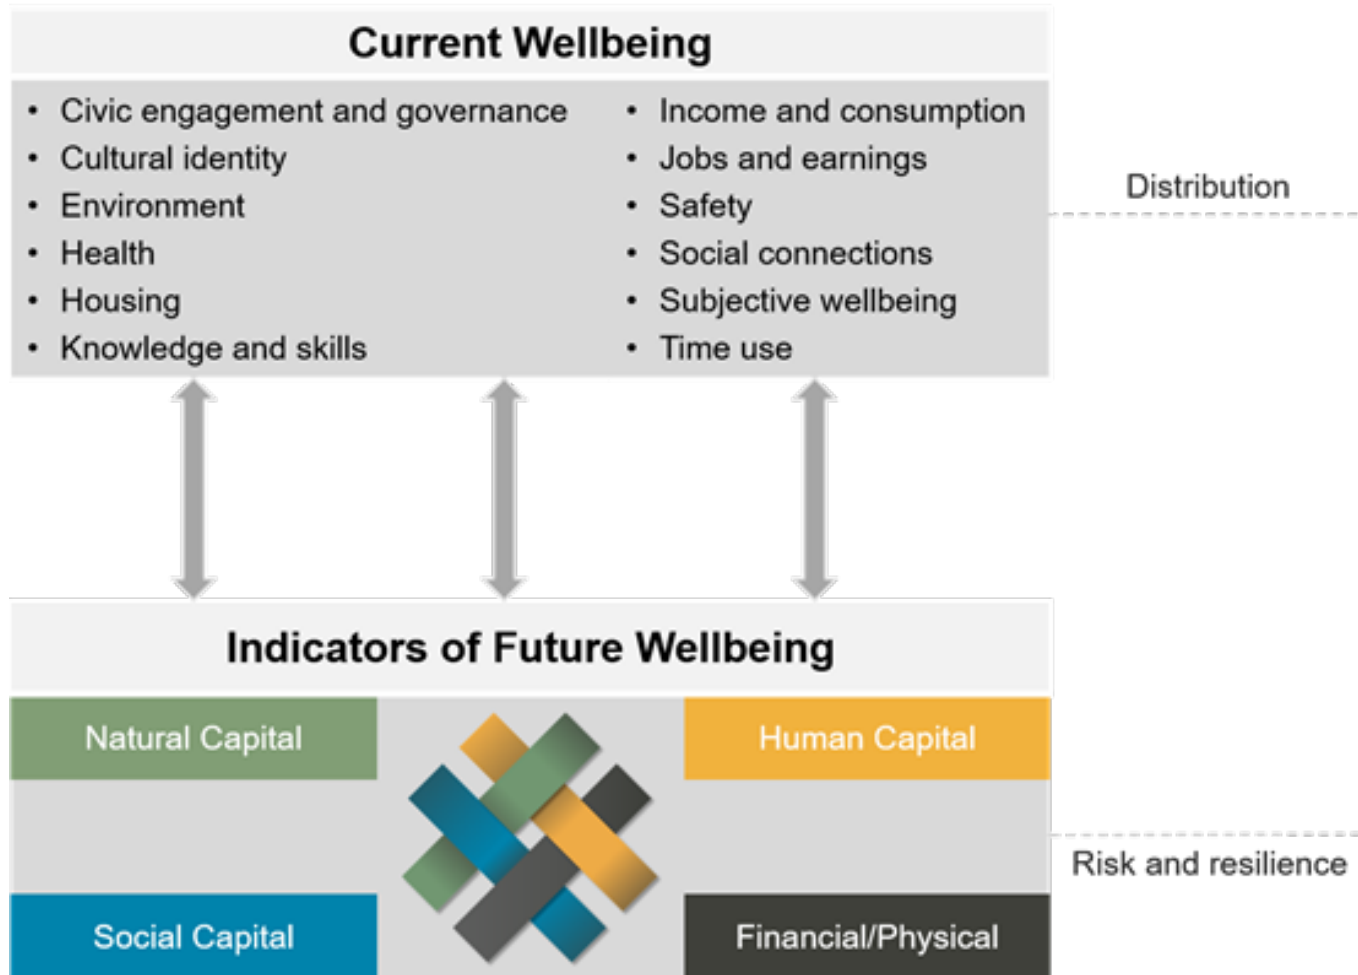 Current Wellbeing
• Civic engagement and governance
• Cultural identity
• Environment
• Health
• Housing
• Knowledge and skills
• Income and consumption
• Jobs and earnings
• Safety
• Social connections
• Subjective wellbeing
• Time use
Distribution
Indicators of Future Wellbeing
Natural Capital
Human Capital
Risk and resilience
Social Capital
Financial/Physical